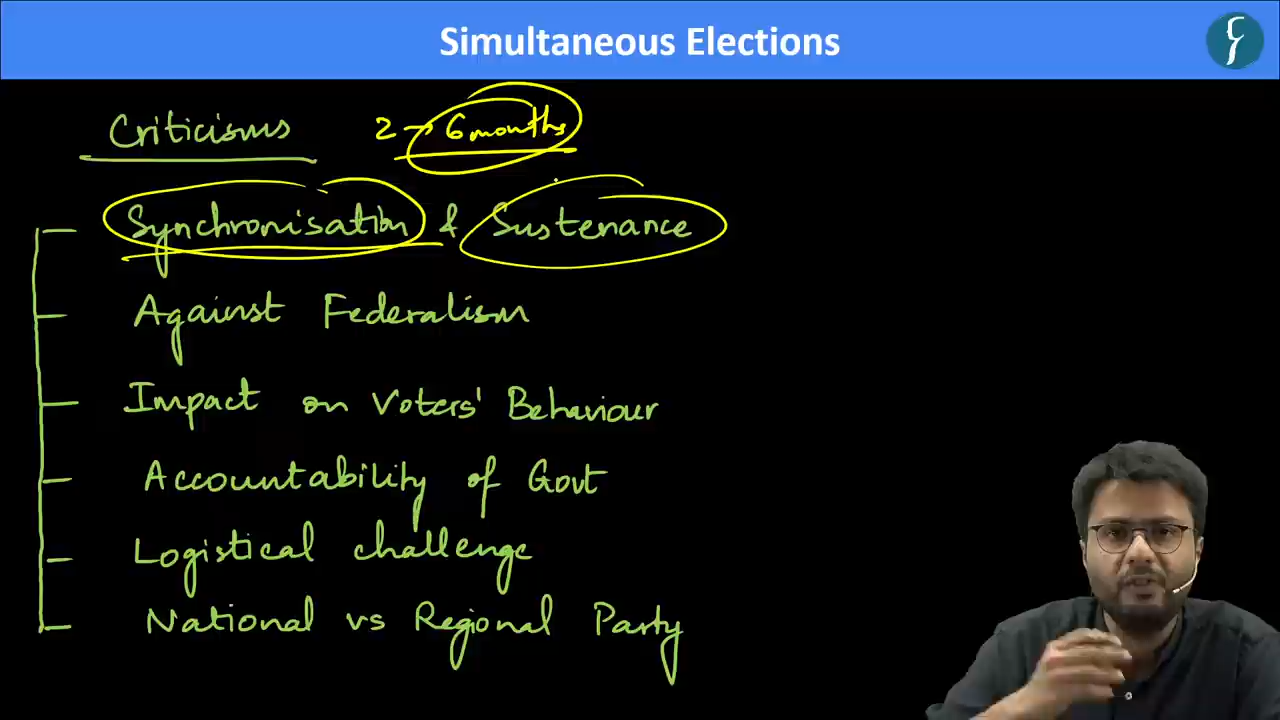 Simultaneous Elections
Criticisms 2 → 6 months
Synchronisation & Sustenance
Against Federalism
Impact on Voters' Behaviour
Accountability of Govt
Logistical challenge
National vs Regional Party